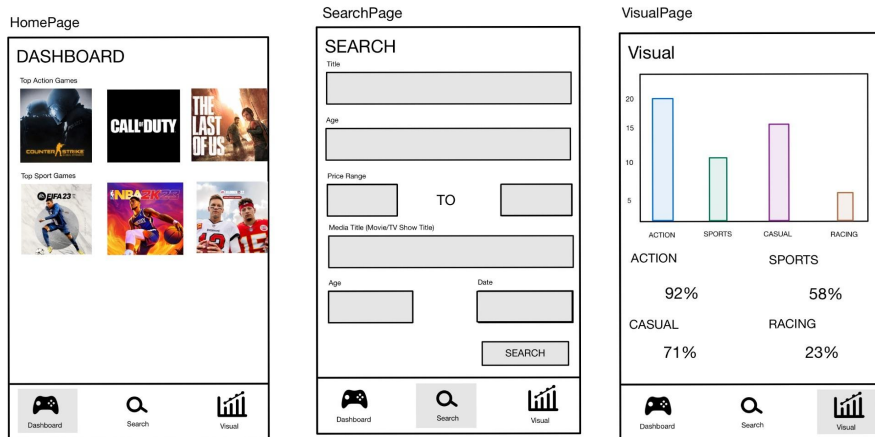 HomePage
DASHBOARD
Top Action Games
COUNTER STRIKE
CALL OF DUTY
THE LAST OF US
Top Sport Games
EA FIFA 23
NBA 2K23
Dashboard
Search
Visual
SearchPage
SEARCH
Title
Age
Price Range
TO
Media Title (Movie/TV Show Title)
Age
Date
SEARCH
Dashboard
Search
Visual
VisualPage
Visual
20
15
10
5
ACTION
SPORTS
CASUAL
RACING
ACTION
SPORTS
92%
58%
CASUAL
RACING
71%
23%
Dashboard
Search
Visual